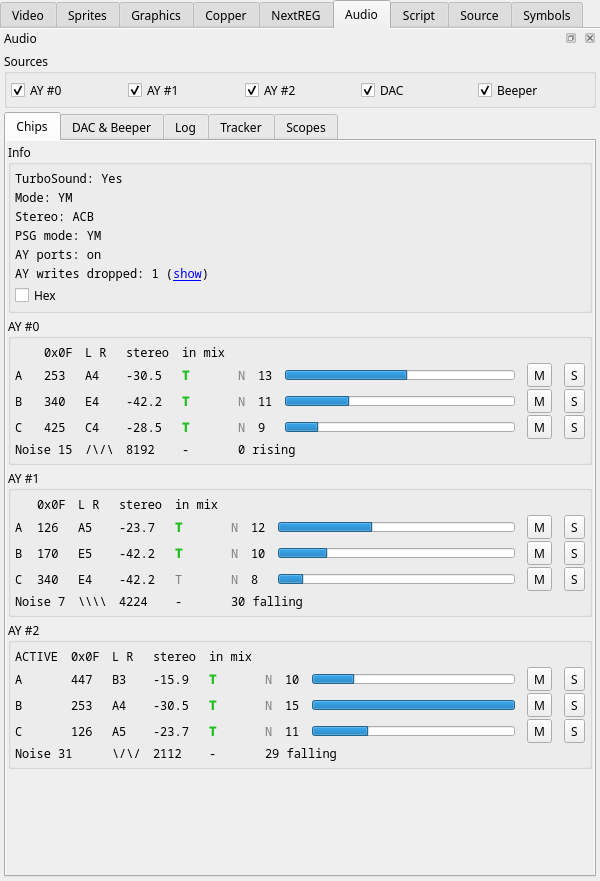 Video Sprites Graphics Copper NextREG Audio Script Source Symbols
Audio
Sources
AY #0 AY #1 AY #2 DAC Beeper
Chips DAC & Beeper Log Tracker Scopes
Info
TurboSound: Yes
Mode: YM
Stereo: ACB
PSG mode: YM
AY ports: on
AY writes dropped: 1 (show)
Hex
AY #0
0x0F L R stereo in mix
A 253 A4 -30.5 T N 13 M S
B 340 E4 -42.2 T N 11 M S
C 425 C4 -28.5 T N 9 M S
Noise 15 /\/\ 8192 - 0 rising
AY #1
0x0F L R stereo in mix
A 126 A5 -23.7 T N 12 M S
B 170 E5 -42.2 T N 10 M S
C 340 E4 -42.2 T N 8 M S
Noise 7 \\\\ 4224 - 30 falling
AY #2
ACTIVE 0x0F L R stereo in mix
A 447 B3 -15.9 T N 10 M S
B 253 A4 -30.5 T N 15 M S
C 126 A5 -23.7 T N 11 M S
Noise 31 \/\/ 2112 - 29 falling